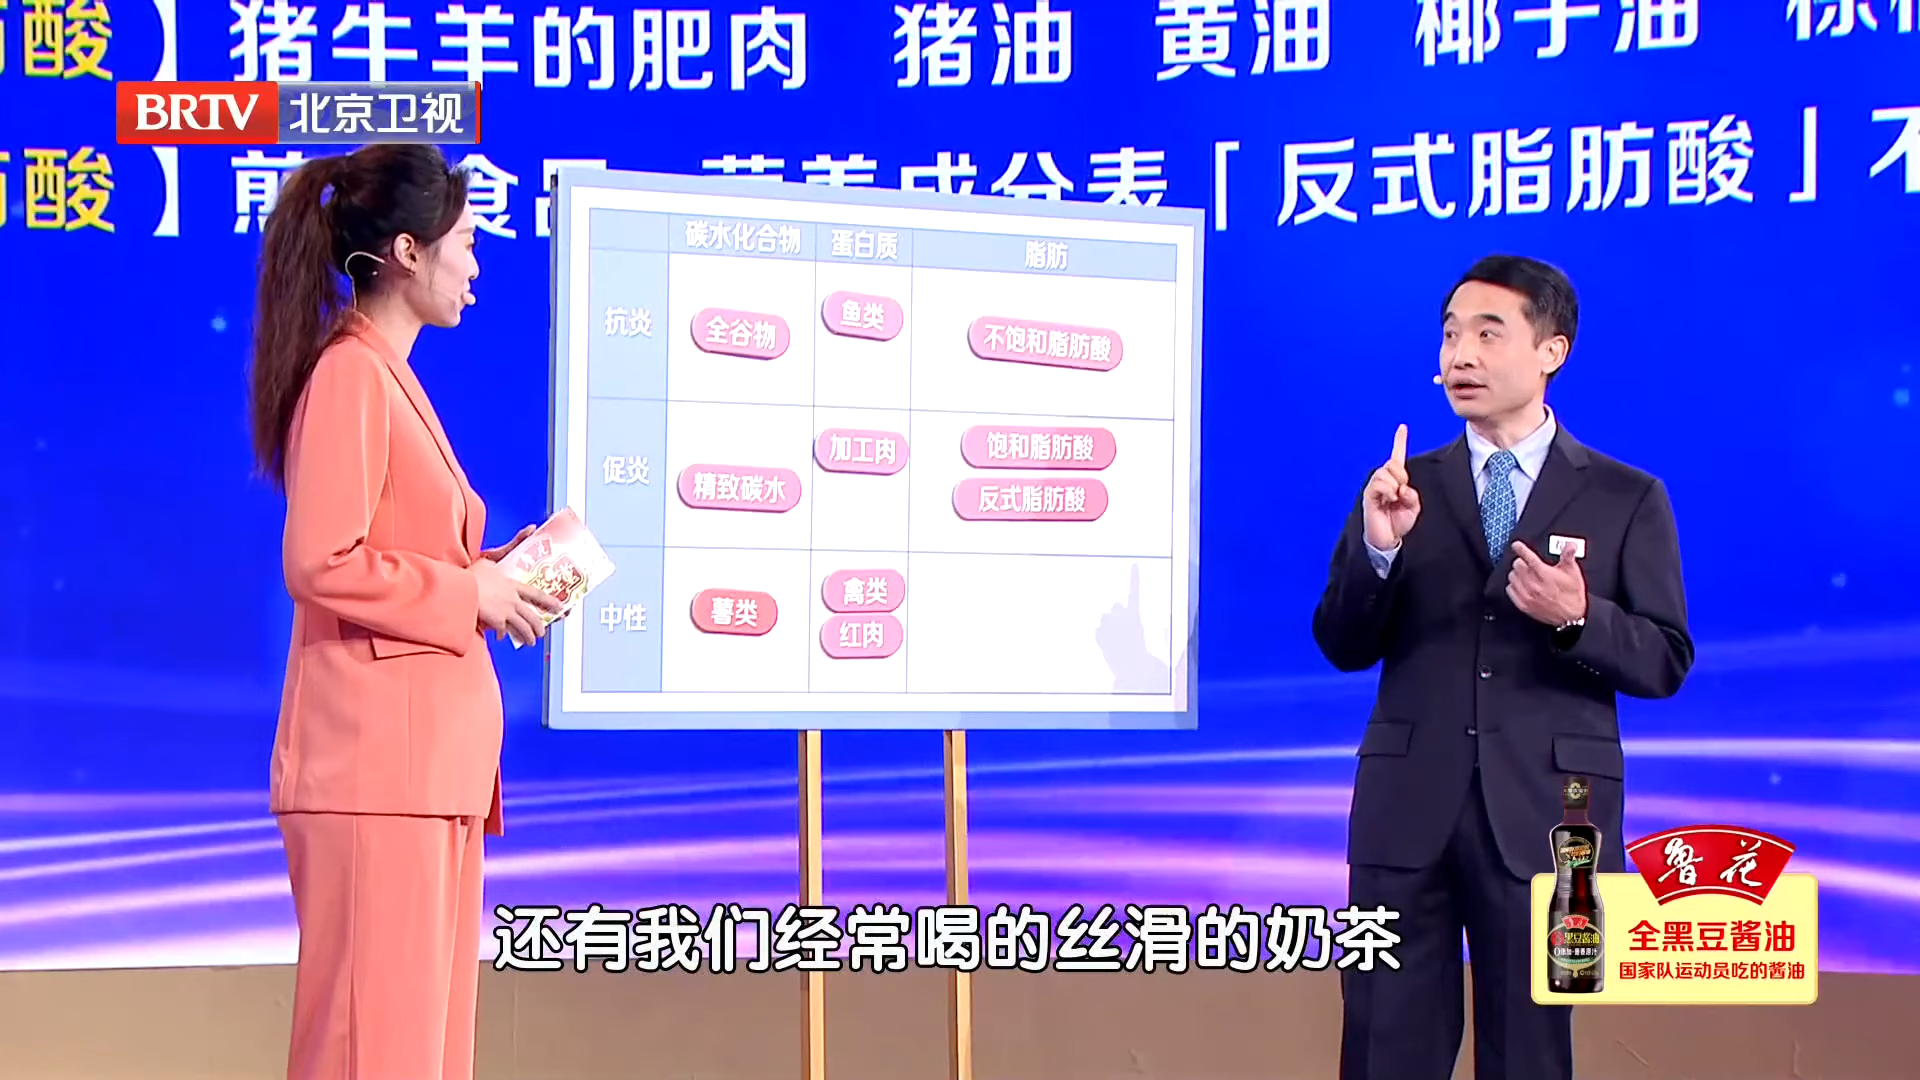 酸】猪牛羊的肥肉 猪油 黄油 椰子油
BRTV 北京卫视
酸】煎 食品 营养成分表「反式脂肪酸」不
碳水化合物 蛋白质 脂肪
抗炎 全谷物 鱼类 不饱和脂肪酸
促炎 精致碳水 加工肉 饱和脂肪酸
反式脂肪酸
中性 薯类 禽类
红肉
还有我们经常喝的丝滑的奶茶
鲁花
全黑豆酱油
国家队运动员吃的酱油